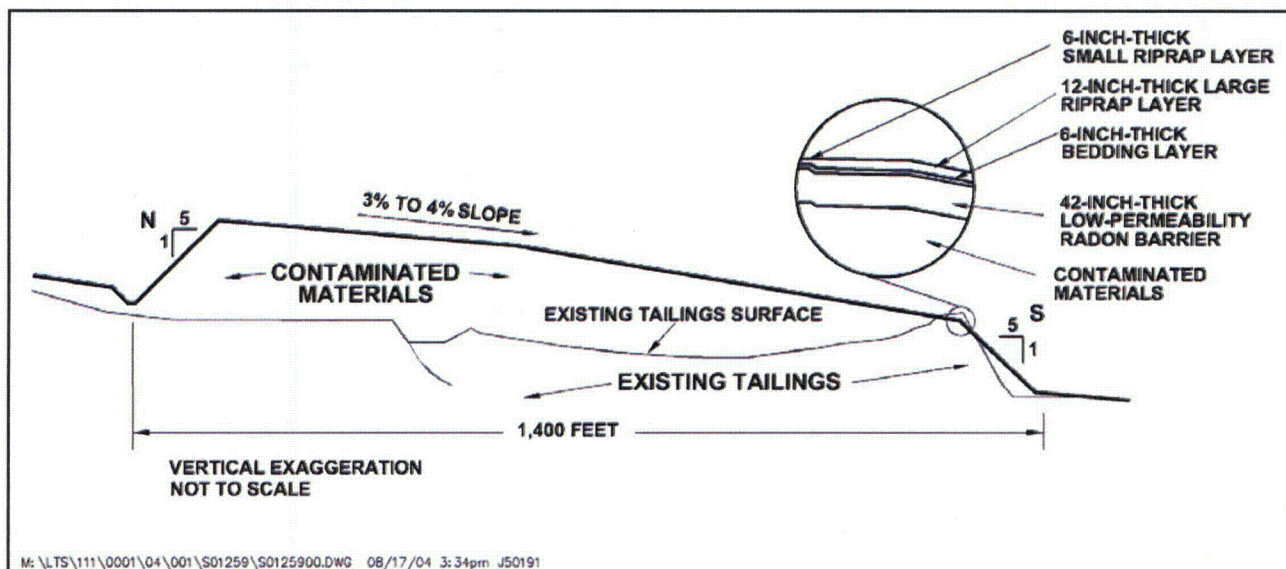 6-INCH-THICK
SMALL RIPRAP LAYER
12-INCH-THICK LARGE
RIPRAP LAYER
6-INCH-THICK
BEDDING LAYER
42-INCH-THICK
LOW-PERMEABILITY
RADON BARRIER
CONTAMINATED
MATERIALS
N
5
1
3% TO 4% SLOPE
CONTAMINATED
MATERIALS
EXISTING TAILINGS SURFACE
S
5
1
EXISTING TAILINGS
1,400 FEET
VERTICAL EXAGGERATION
NOT TO SCALE
M: \LTS\111\0001\04\001\S01259\S0125900.DWG 08/17/04 3:34pm J50191